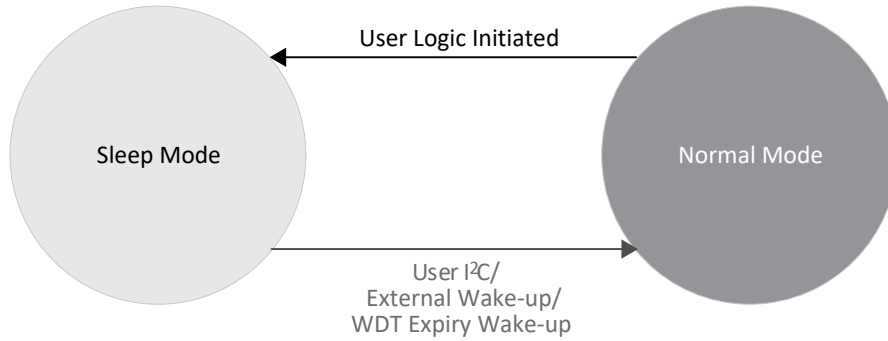 User Logic Initiated
Sleep Mode
Normal Mode
User I²C/
External Wake-up/
WDT Expiry Wake-up